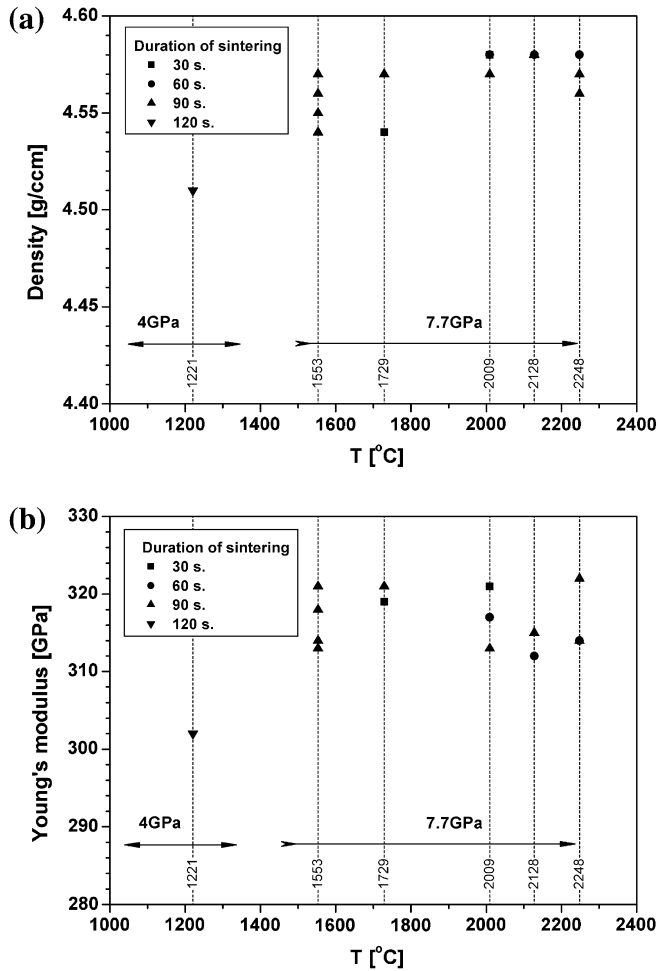 (a)
4.60
4.55
4.50
4.45
4.40
Density [g/ccm]
Duration of sintering
30 s.
60 s.
90 s.
120 s.
4GPa
7.7GPa
1221
1553
1729
2009
2128
2248
1000 1200 1400 1600 1800 2000 2200 2400
T [°C]
(b)
330
320
310
300
290
280
Young's modulus [GPa]
Duration of sintering
30 s.
60 s.
90 s.
120 s.
4GPa
7.7GPa
1221
1553
1729
2009
2128
2248
1000 1200 1400 1600 1800 2000 2200 2400
T [°C]